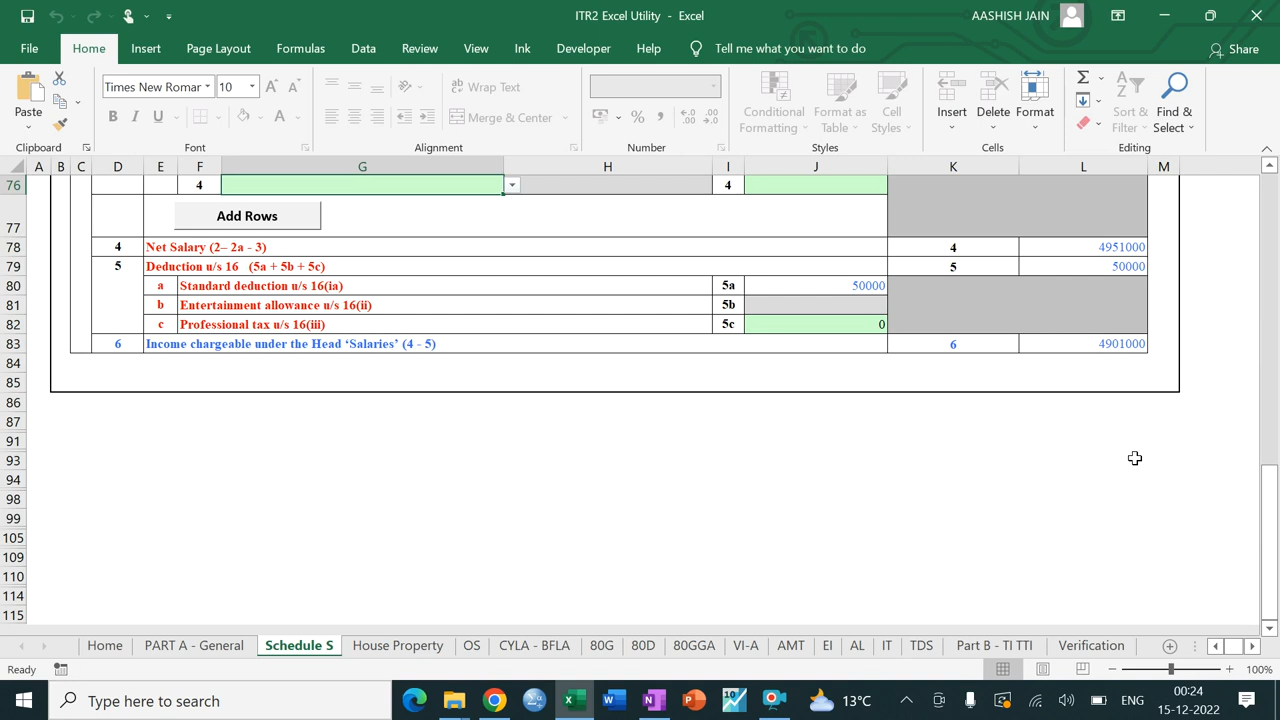 ITR2 Excel Utility - Excel
AASHISH JAIN
File Home Insert Page Layout Formulas Data Review View Ink Developer Help Tell me what you want to do Share
Paste
Times New Romar 10
B I U
Wrap Text
Merge & Center
Conditional Formatting
Format as Table
Cell Styles
Insert Delete Format
Sort & Filter
Find & Select
Clipboard Font Alignment Number Styles Cells Editing
A B C D E F G H I J K L M
76 4 4
77 Add Rows
78 4 Net Salary (2– 2a - 3) 4 4951000
79 5 Deduction u/s 16 (5a + 5b + 5c) 5 50000
80 a Standard deduction u/s 16(ia) 5a 50000
81 b Entertainment allowance u/s 16(ii) 5b
82 c Professional tax u/s 16(iii) 5c 0
83 6 Income chargeable under the Head ‘Salaries’ (4 - 5) 6 4901000
84
85
86
87
91
93
94
98
99
105
109
110
114
115
Home PART A - General Schedule S House Property OS CYLA - BFLA 80G 80D 80GGA VI-A AMT EI AL IT TDS Part B - TI TTI Verification
Ready 100%
Type here to search
13°C
ENG
00:24
15-12-2022